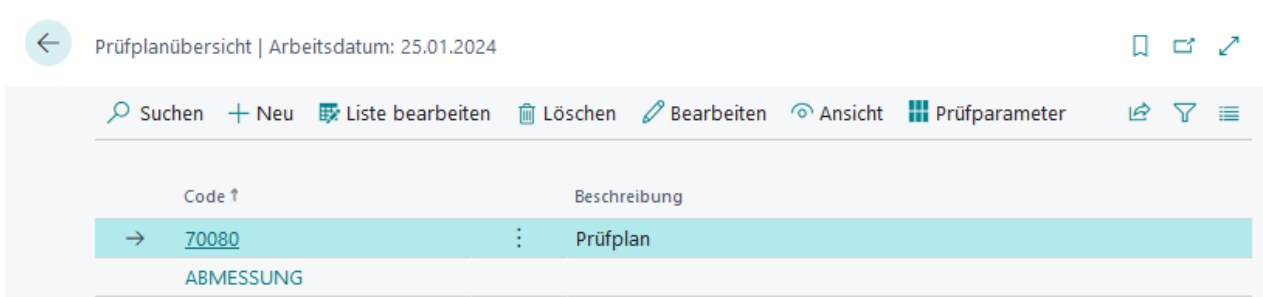 Prüfplanübersicht | Arbeitsdatum: 25.01.2024
Suchen Neu Liste bearbeiten Löschen Bearbeiten Ansicht Prüfparameter
Code ↑ Beschreibung
→ 70080 ⋮ Prüfplan
ABMESSUNG